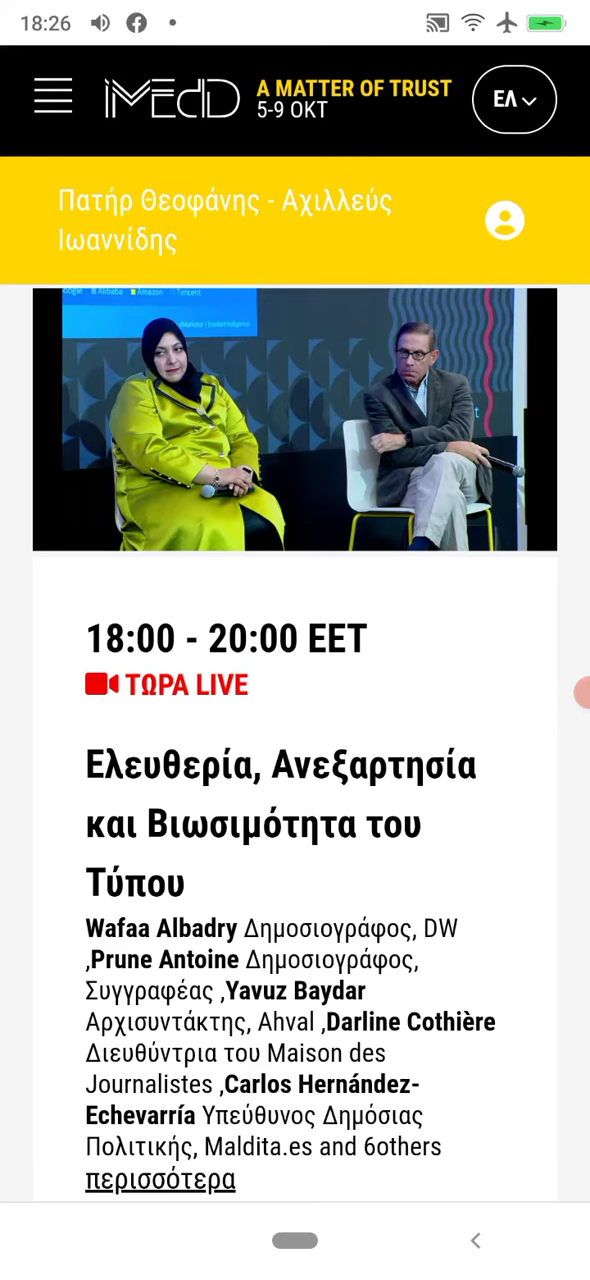 18:26
iMEdD
A MATTER OF TRUST
5-9 ΟΚΤ
ΕΛ
Πατήρ Θεοφάνης - Αχιλλεύς
Ιωαννίδης
Alibaba Amazon Tencent
18:00 - 20:00 EET
ΤΩΡΑ LIVE
Ελευθερία, Ανεξαρτησία
και Βιωσιμότητα του
Τύπου
Wafaa Albadry Δημοσιογράφος, DW
,Prune Antoine Δημοσιογράφος,
Συγγραφέας ,Yavuz Baydar
Αρχισυντάκτης, Ahval ,Darline Cothière
Διευθύντρια του Maison des
Journalistes ,Carlos Hernández-
Echevarría Υπεύθυνος Δημόσιας
Πολιτικής, Maldita.es and 6others
περισσότερα